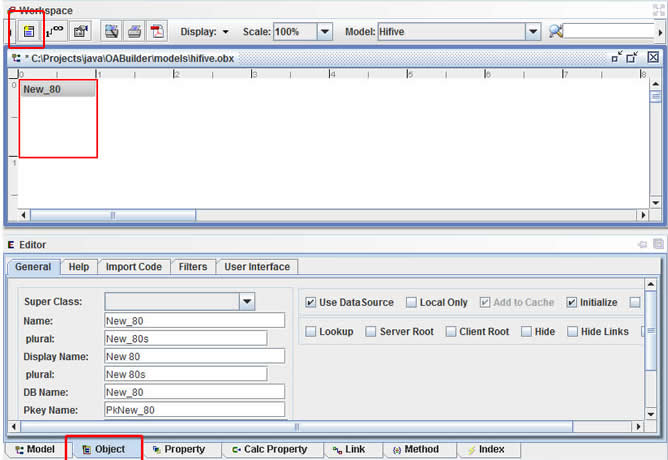 Workspace
1,∞ Display: Scale: 100% Model: Hifive
* C:\Projects\java\OABuilder\models\hifive.obx
0 1 2 3 4 5 6 7 8
0
New_80
1
E Editor
General Help Import Code Filters User Interface
Super Class:
Use DataSource Local Only Add to Cache Initialize
Name: New_80
Lookup Server Root Client Root Hide Hide Links
plural: New_80s
Display Name: New 80
plural: New 80s
DB Name: New_80
Pkey Name: PkNew_80
Model Object Property Calc Property Link Method Index